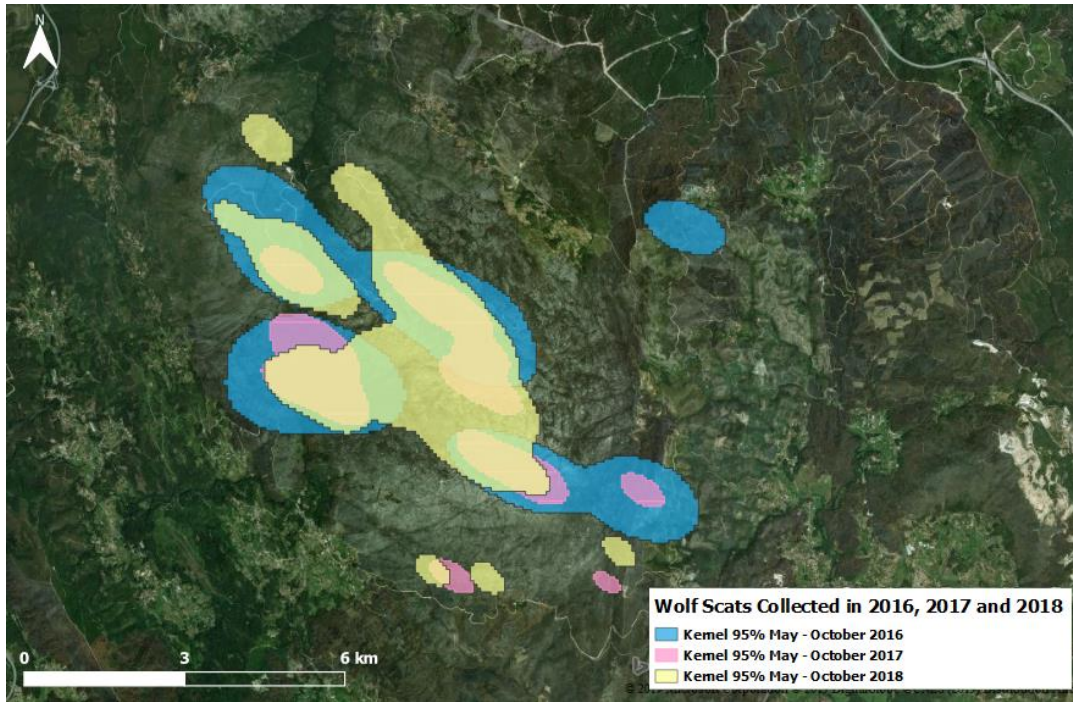 N
0 3 6 km
Wolf Scats Collected in 2016, 2017 and 2018
Kernel 95% May - October 2016
Kernel 95% May - October 2017
Kernel 95% May - October 2018